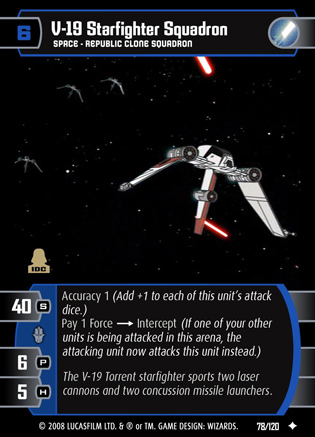 6
V-19 Starfighter Squadron
SPACE - REPUBLIC CLONE SQUADRON
IDC
40 S
6 P
5 H
Accuracy 1 (Add +1 to each of this unit's attack
dice.)
Pay 1 Force → Intercept (If one of your other
units is being attacked in this arena, the
attacking unit now attacks this unit instead.)
The V-19 Torrent starfighter sports two laser
cannons and two concussion missile launchers.
© 2008 LUCASFILM LTD. & ® or TM. GAME DESIGN: WIZARDS. 78/120